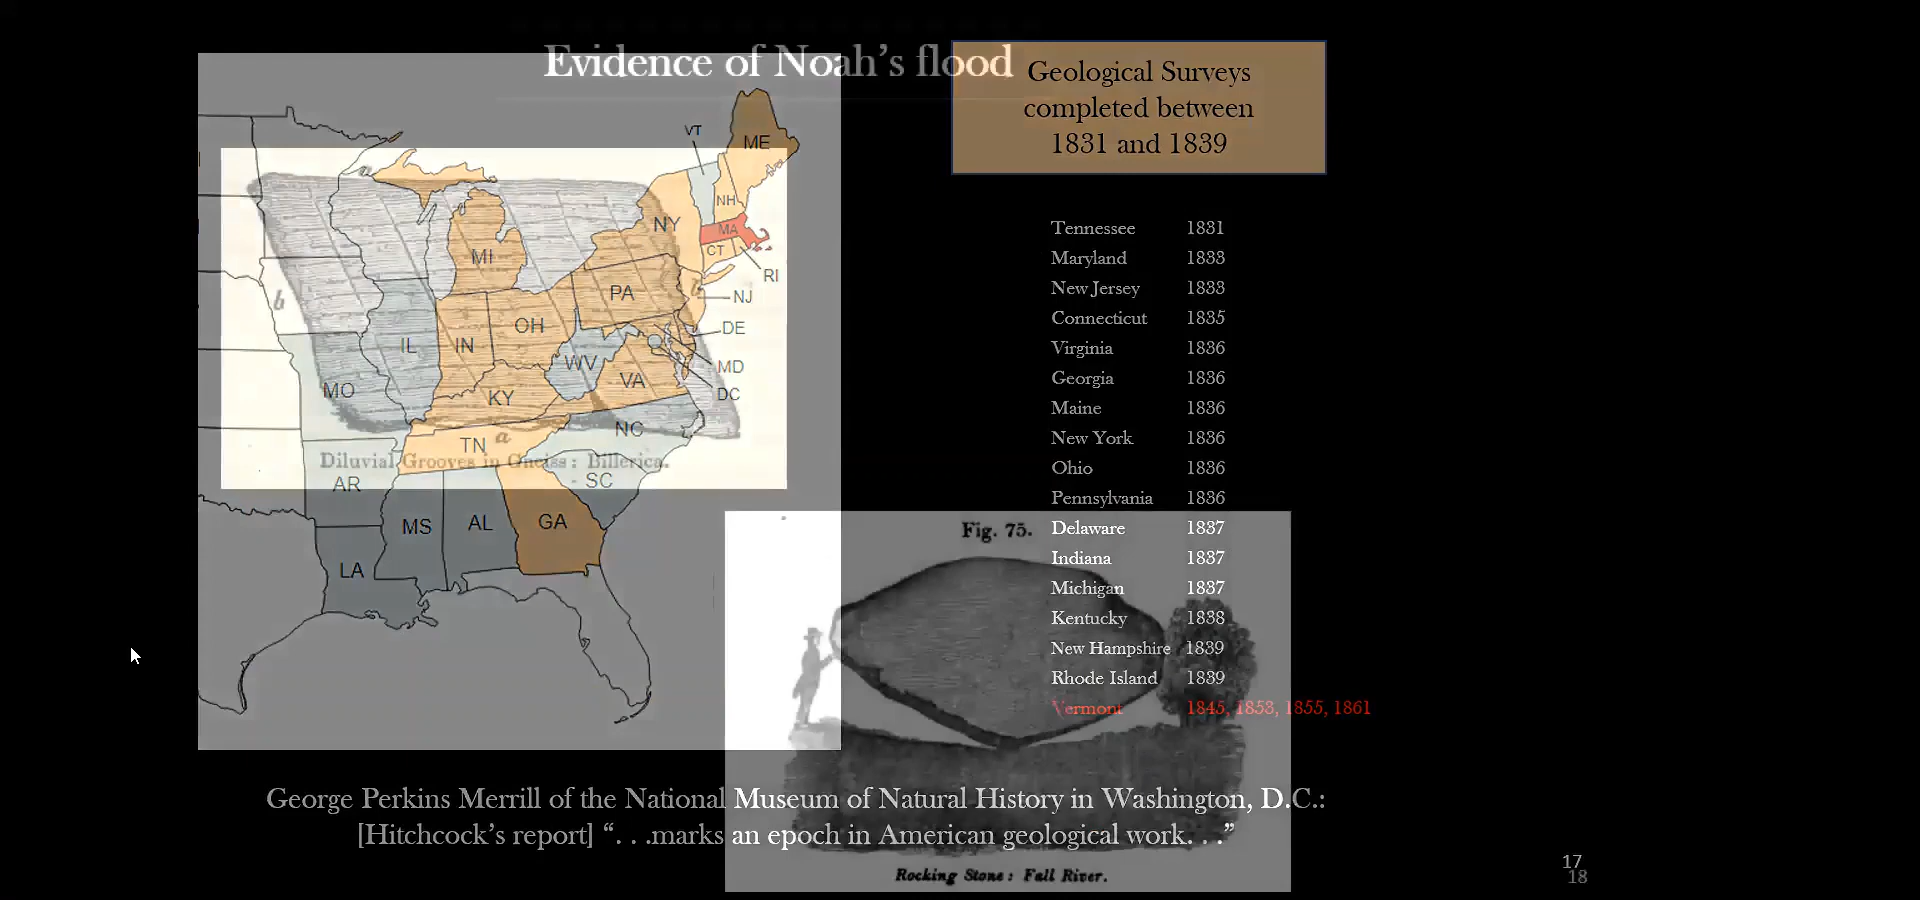 Evidence of Noah's flood
Geological Surveys
completed between
1831 and 1839
VT
ME
NH
NY
MA
CT
RI
MI
a
b
b
PA
NJ
OH
DE
IL
IN
WV
MD
MO
VA
DC
KY
NC
TN
a
Diluvial Grooves in Gneiss: Billerica.
AR
SC
MS
AL
GA
LA
Tennessee 1831
Maryland 1833
New Jersey 1833
Connecticut 1835
Virginia 1836
Georgia 1836
Maine 1836
New York 1836
Ohio 1836
Pennsylvania 1836
Fig. 75.
Delaware 1837
Indiana 1837
Michigan 1837
Kentucky 1838
New Hampshire 1839
Rhode Island 1839
Vermont 1845, 1853, 1855, 1861
George Perkins Merrill of the National Museum of Natural History in Washington, D.C.:
[Hitchcock's report] “. . .marks an epoch in American geological work. . .”
Rocking Stone: Fall River.
17
18